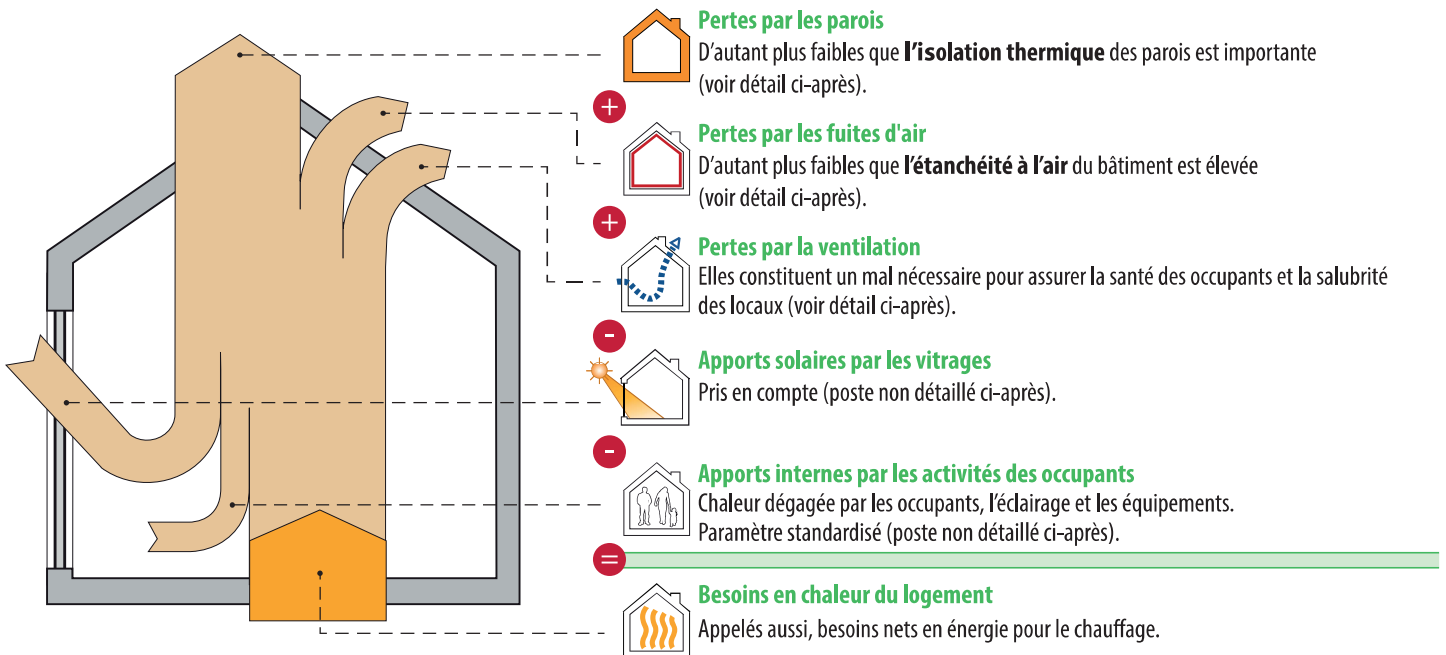 Pertes par les parois
D'autant plus faibles que l'isolation thermique des parois est importante
(voir détail ci-après).
+
Pertes par les fuites d'air
D'autant plus faibles que l'étanchéité à l'air du bâtiment est élevée
(voir détail ci-après).
+
Pertes par la ventilation
Elles constituent un mal nécessaire pour assurer la santé des occupants et la salubrité
des locaux (voir détail ci-après).
-
Apports solaires par les vitrages
Pris en compte (poste non détaillé ci-après).
-
Apports internes par les activités des occupants
Chaleur dégagée par les occupants, l'éclairage et les équipements.
Paramètre standardisé (poste non détaillé ci-après).
=
Besoins en chaleur du logement
Appelés aussi, besoins nets en énergie pour le chauffage.